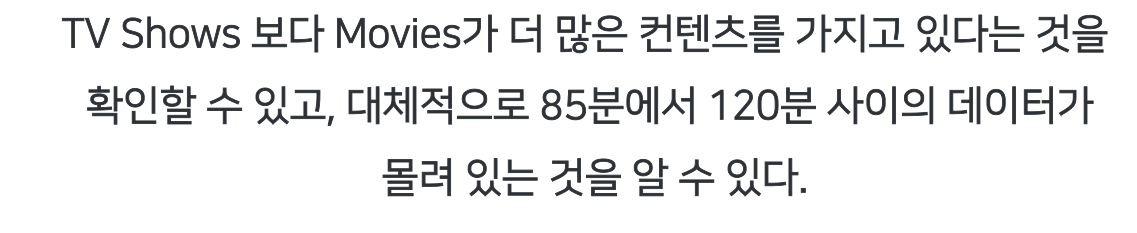 TV Shows 보다 Movies가 더 많은 컨텐츠를 가지고 있다는 것을
확인할 수 있고, 대체적으로 85분에서 120분 사이의 데이터가
몰려 있는 것을 알 수 있다.